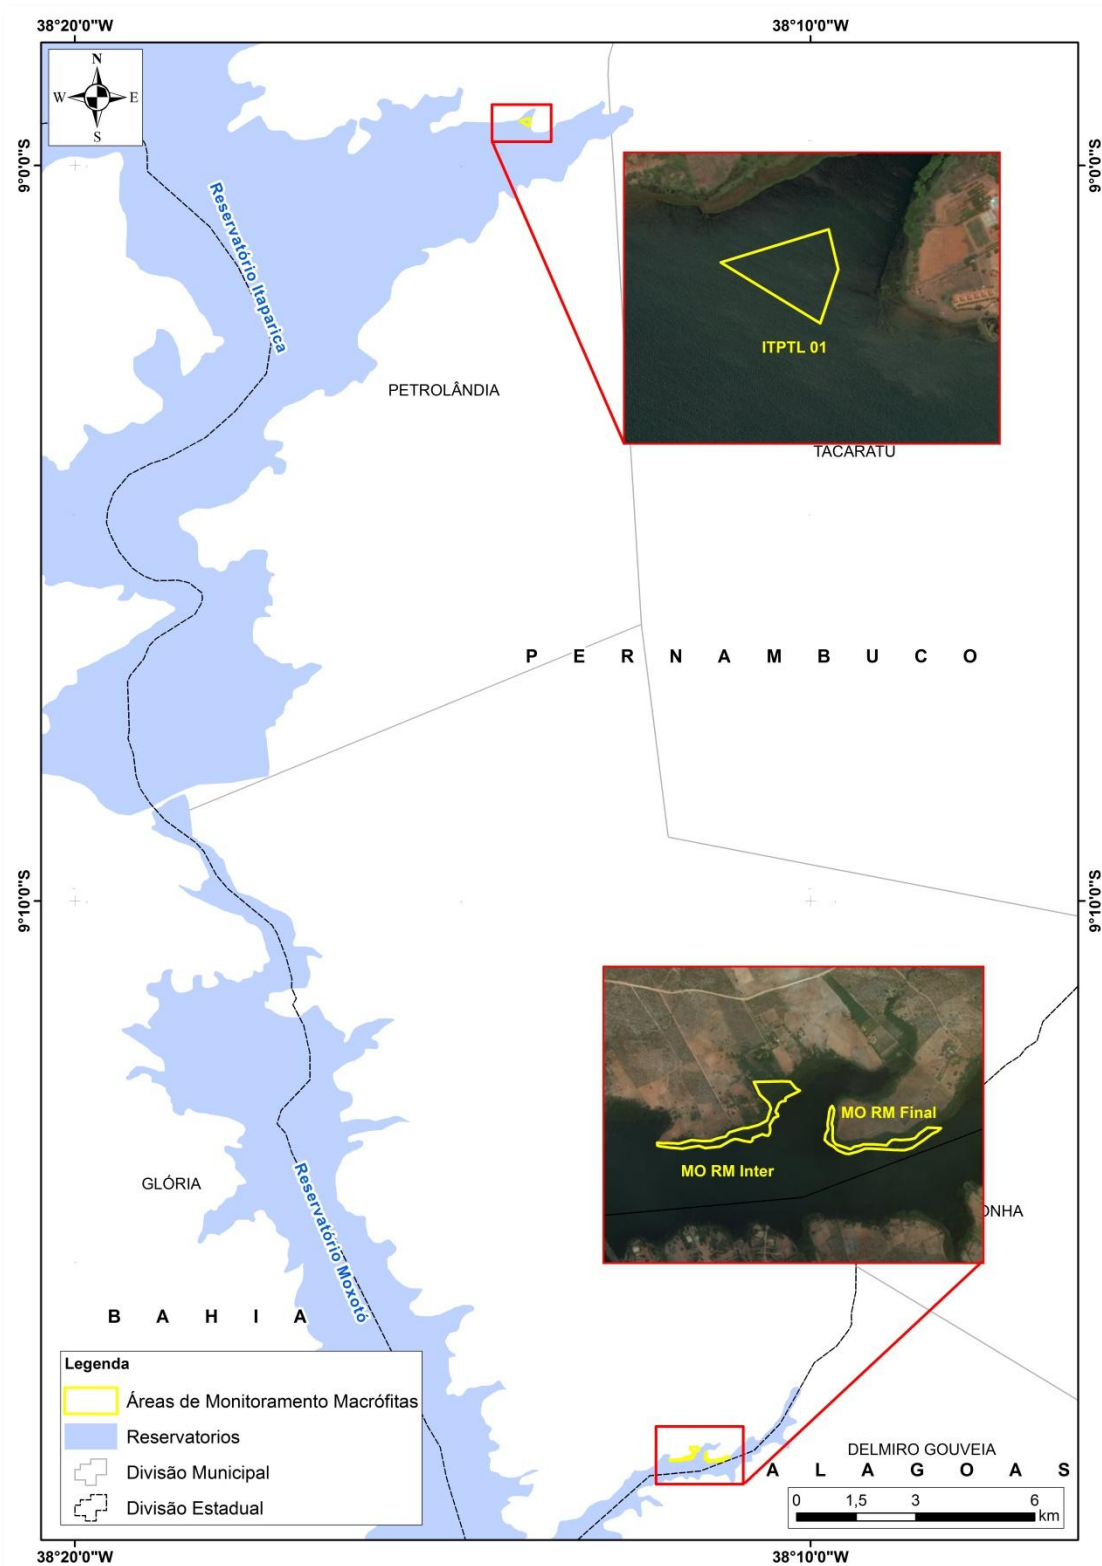 38°20'0"W
38°10'0"W
N
W
E
S
9°0'0"S
9°0'0"S
Reservatório Itaparica
ITPTL 01
PETROLÂNDIA
TACARATU
P E R N A M B U C O
9°10'0"S
9°10'0"S
MO RM Final
MO RM Inter
GLÓRIA
ONHA
Reservatório Moxotó
B A H I A
Legenda
Áreas de Monitoramento Macrófitas
Reservatorios
Divisão Municipal
Divisão Estadual
DELMIRO GOUVEIA
A L A G O A S
0 1,5 3 6
km
38°20'0"W
38°10'0"W